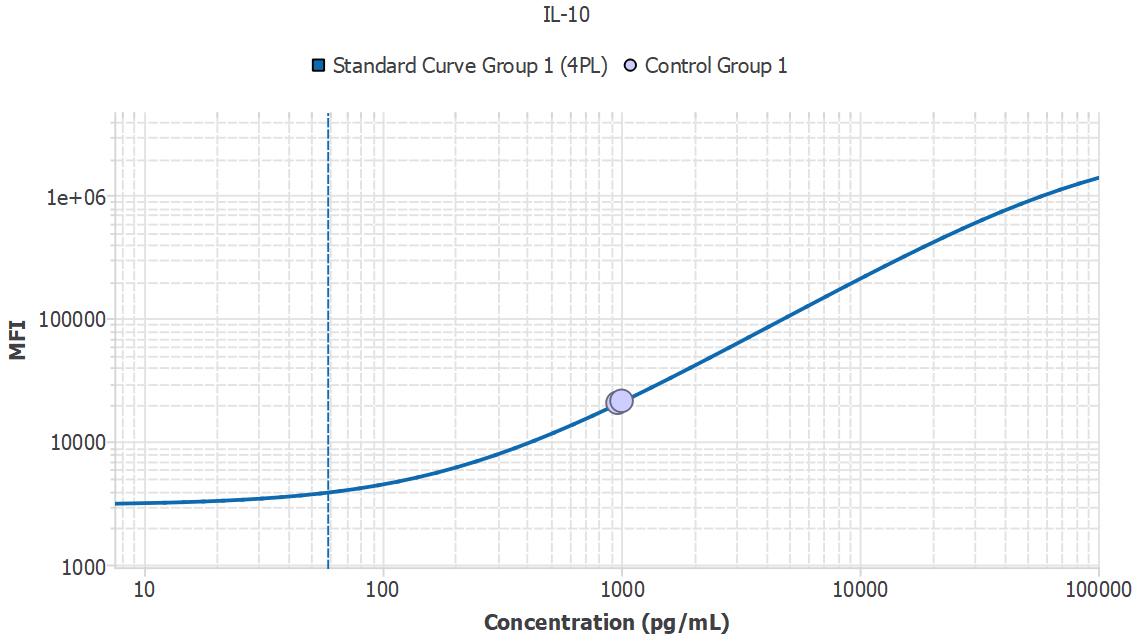 IL-10
Standard Curve Group 1 (4PL) Control Group 1
1e+06
100000
10000
1000
MFI
10 100 1000 10000 100000
Concentration (pg/mL)